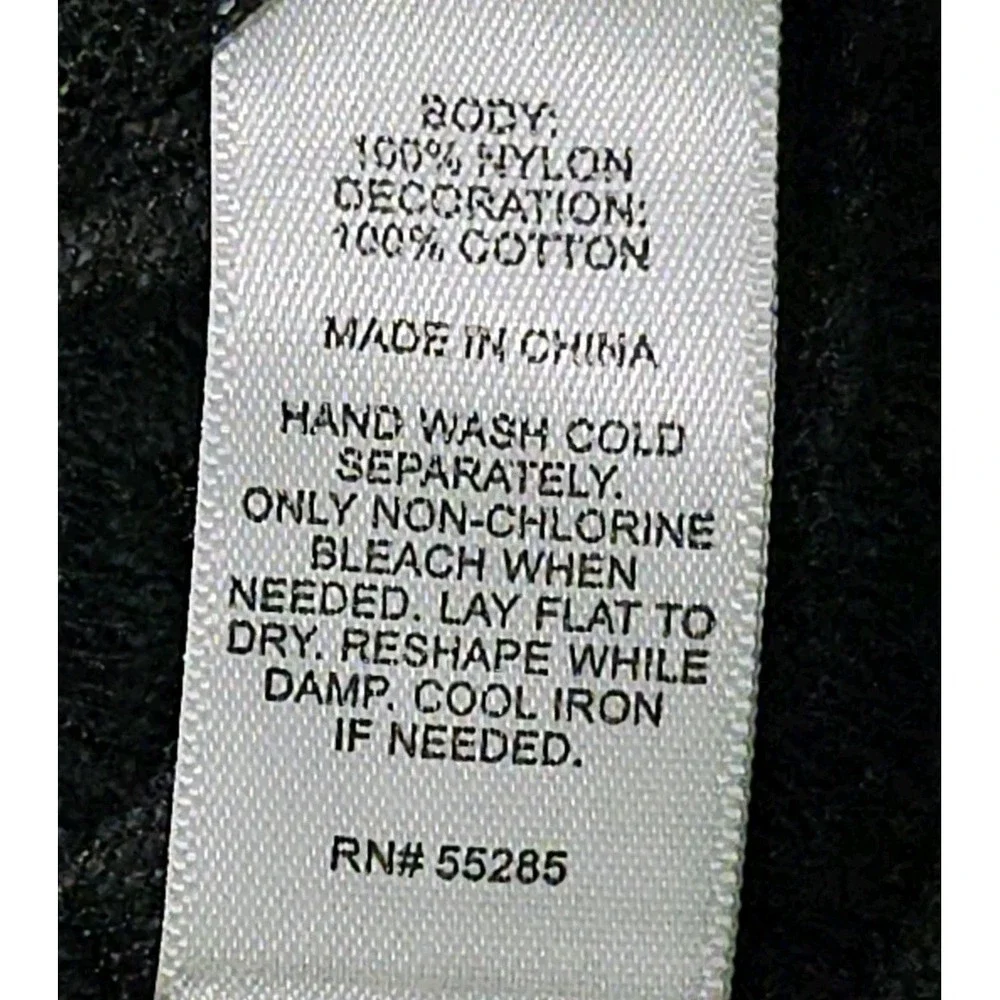 BODY:
100% NYLON
DECORATION:
100% COTTON
MADE IN CHINA
HAND WASH COLD
SEPARATELY.
ONLY NON-CHLORINE
BLEACH WHEN
NEEDED. LAY FLAT TO
DRY. RESHAPE WHILE
DAMP. COOL IRON
IF NEEDED.
RN# 55285